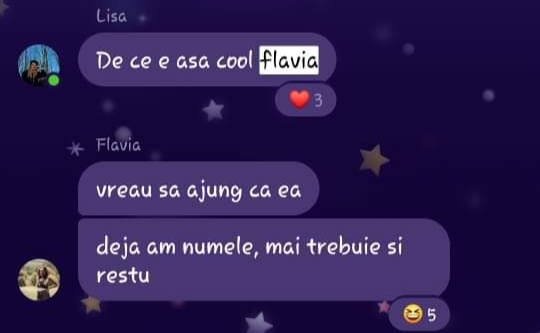 Lisa
De ce e asa cool flavia
3
Flavia
vreau sa ajung ca ea
deja am numele, mai trebuie si
restu
5